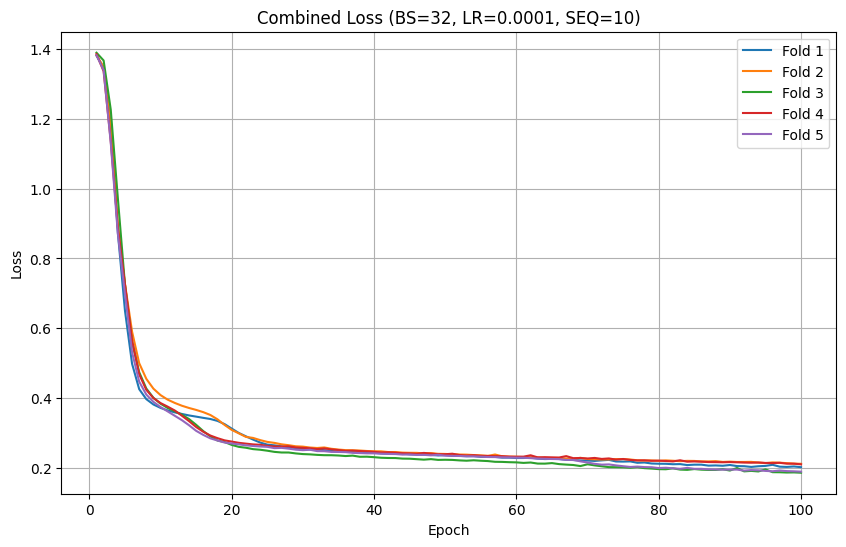 Combined Loss (BS=32, LR=0.0001, SEQ=10)
Loss
1.4
1.2
1.0
0.8
0.6
0.4
0.2
Fold 1
Fold 2
Fold 3
Fold 4
Fold 5
0 20 40 60 80 100
Epoch